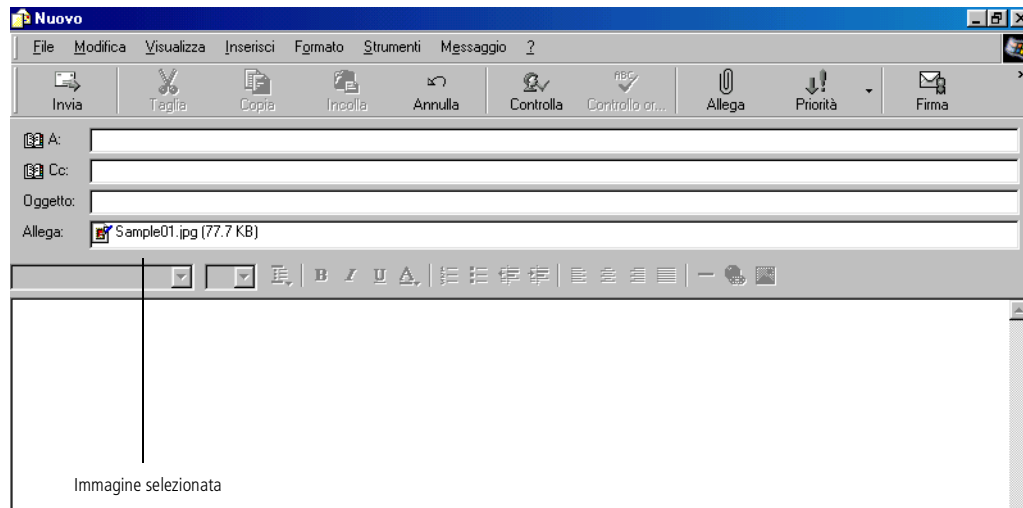 Nuovo
File Modifica Visualizza Inserisci Formato Strumenti Messaggio ?
Invia Taglia Copia Incolla Annulla Controlla Controllo or... Allega Priorità Firma
A:
Cc:
Oggetto:
Allega: Sample01.jpg (77.7 KB)
Immagine selezionata